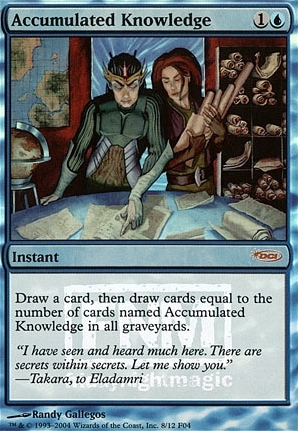 Accumulated Knowledge 1
Instant
DCI
Draw a card, then draw cards equal to the
number of cards named Accumulated
Knowledge in all graveyards.
“I have seen and heard much here. There are
secrets within secrets. Let me show you.”
—Takara, to Eladamri
Randy Gallegos
™ & © 1993–2004 Wizards of the Coast, Inc. 8/12 F04